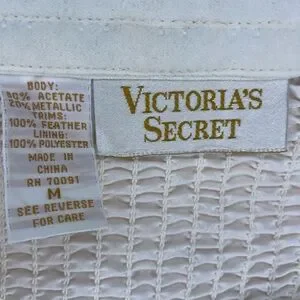 BODY:
80% ACETATE
20% METALLIC
TRIMS:
100% FEATHER
LINING:
100% POLYESTER
MADE IN
CHINA
RN 70091
M
SEE REVERSE
FOR CARE
VICTORIA'S
SECRET